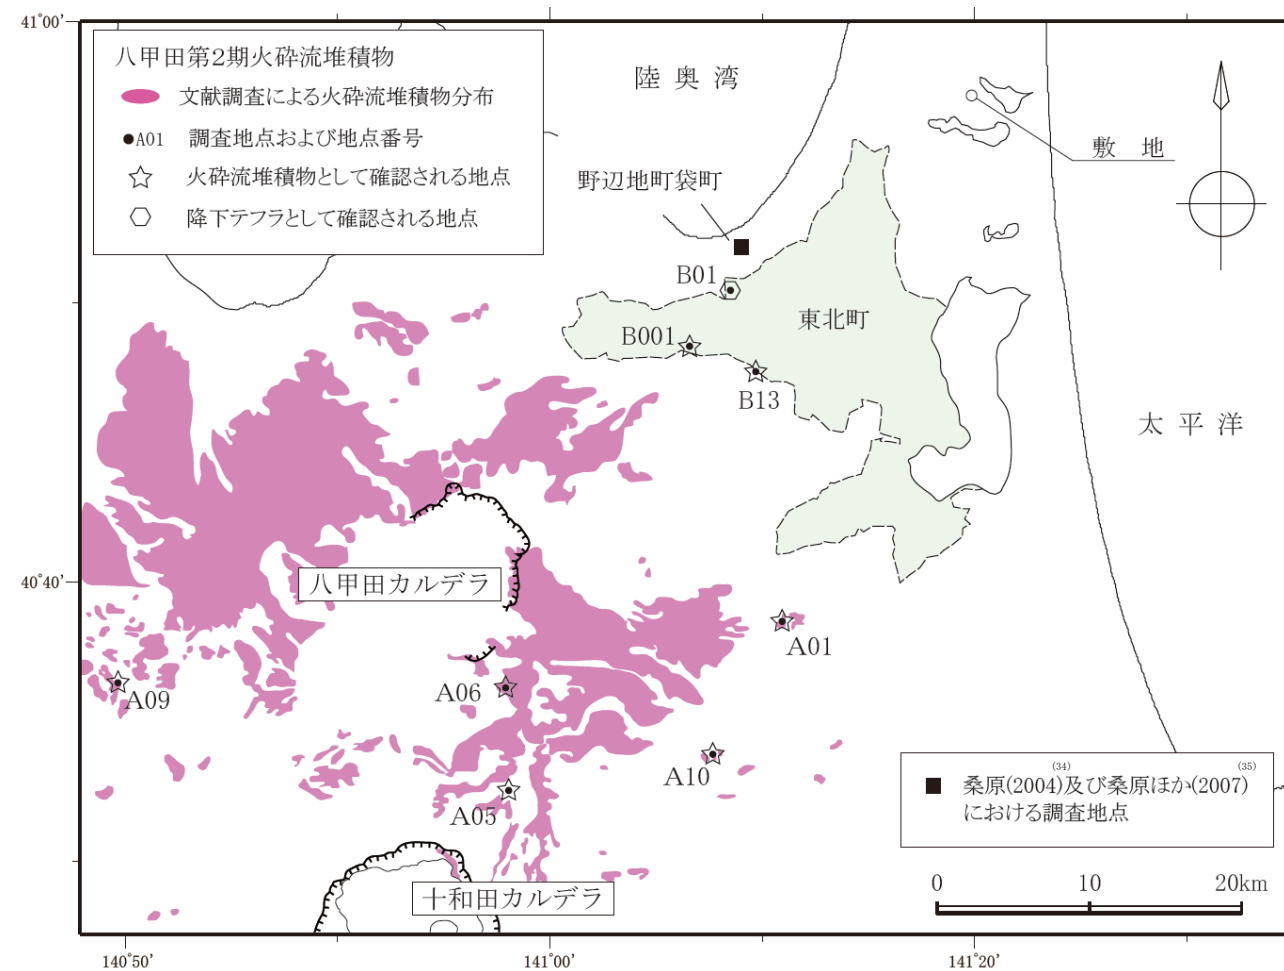 41°00'
八甲田第2期火砕流堆積物
文献調査による火砕流堆積物分布
A01 調査地点および地点番号
火砕流堆積物として確認される地点
降下テフラとして確認される地点
陸奥湾
敷地
野辺地町袋町
B01
東北町
B001
B13
太平洋
40°40'
八甲田カルデラ
A01
A06
A09
A10
A05
(34) (35)
桑原(2004)及び桑原ほか(2007)
における調査地点
十和田カルデラ
0 10 20km
140°50' 141°00' 141°20'